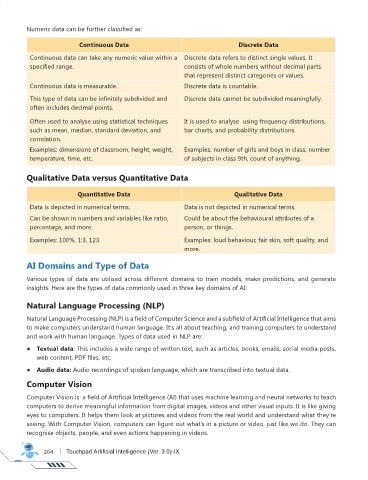 Numeric data can be further classified as:
Continuous Data Discrete Data
Continuous data can take any numeric value within a Discrete data refers to distinct single values. It
specified range. consists of whole numbers without decimal parts
that represent distinct categories or values.
Continuous data is measurable. Discrete data is countable.
This type of data can be infinitely subdivided and Discrete data cannot be subdivided meaningfully.
often includes decimal points.
Often used to analyse using statistical techniques It is used to analyse using frequency distributions,
such as mean, median, standard deviation, and bar charts, and probability distributions.
correlation.
Examples: dimensions of classroom, height, weight, Examples: number of girls and boys in class, number
temperature, time, etc. of subjects in class 9th, count of anything.
Qualitative Data versus Quantitative Data
Quantitative Data Qualitative Data
Data is depicted in numerical terms. Data is not depicted in numerical terms.
Can be shown in numbers and variables like ratio, Could be about the behavioural attributes of a
percentage, and more. person, or things.
Examples: 100%, 1:3, 123 Examples: loud behaviour, fair skin, soft quality, and
more.
AI Domains and Type of Data
Various types of data are utilised across different domains to train models, make predictions, and generate
insights. Here are the types of data commonly used in three key domains of AI:
Natural Language Processing (NLP)
Natural Language Processing (NLP) is a field of Computer Science and a subfield of Artificial Intelligence that aims
to make computers understand human language. It's all about teaching, and training computers to understand
and work with human language. Types of data used in NLP are:
● Textual data: This includes a wide range of written text, such as articles, books, emails, social media posts,
web content, PDF files, etc.
● Audio data: Audio recordings of spoken language, which are transcribed into textual data.
Computer Vision
Computer Vision is a field of Artificial Intelligence (AI) that uses machine learning and neural networks to teach
computers to derive meaningful information from digital images, videos and other visual inputs. It is like giving
eyes to computers. It helps them look at pictures and videos from the real world and understand what they're
seeing. With Computer Vision, computers can figure out what's in a picture or video, just like we do. They can
recognise objects, people, and even actions happening in videos.
264 | Touchpad Artificial Intelligence (Ver. 3.0)-IX